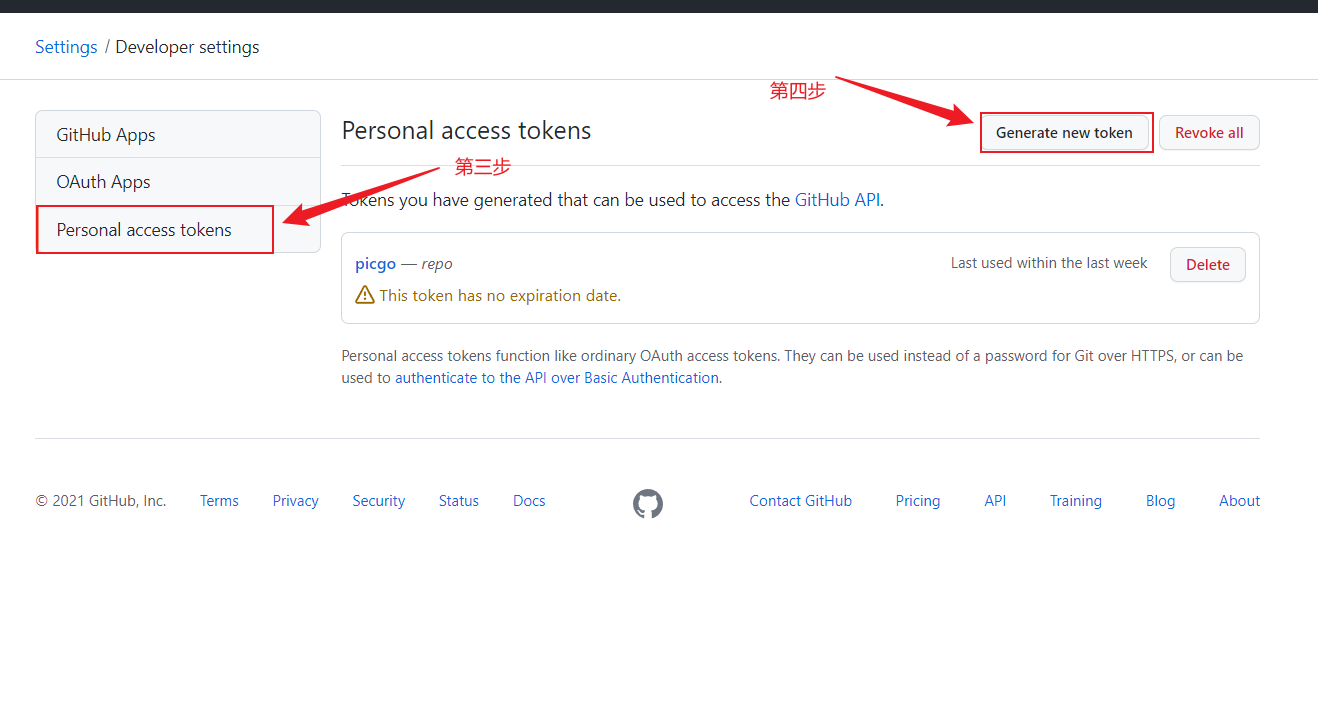 Settings / Developer settings
第四步
GitHub Apps
OAuth Apps
Personal access tokens
第三步
Personal access tokens
Generate new token
Revoke all
Tokens you have generated that can be used to access the GitHub API.
picgo — repo
Last used within the last week
Delete
This token has no expiration date.
Personal access tokens function like ordinary OAuth access tokens. They can be used instead of a password for Git over HTTPS, or can be
used to authenticate to the API over Basic Authentication.
© 2021 GitHub, Inc. Terms Privacy Security Status Docs Contact GitHub Pricing API Training Blog About